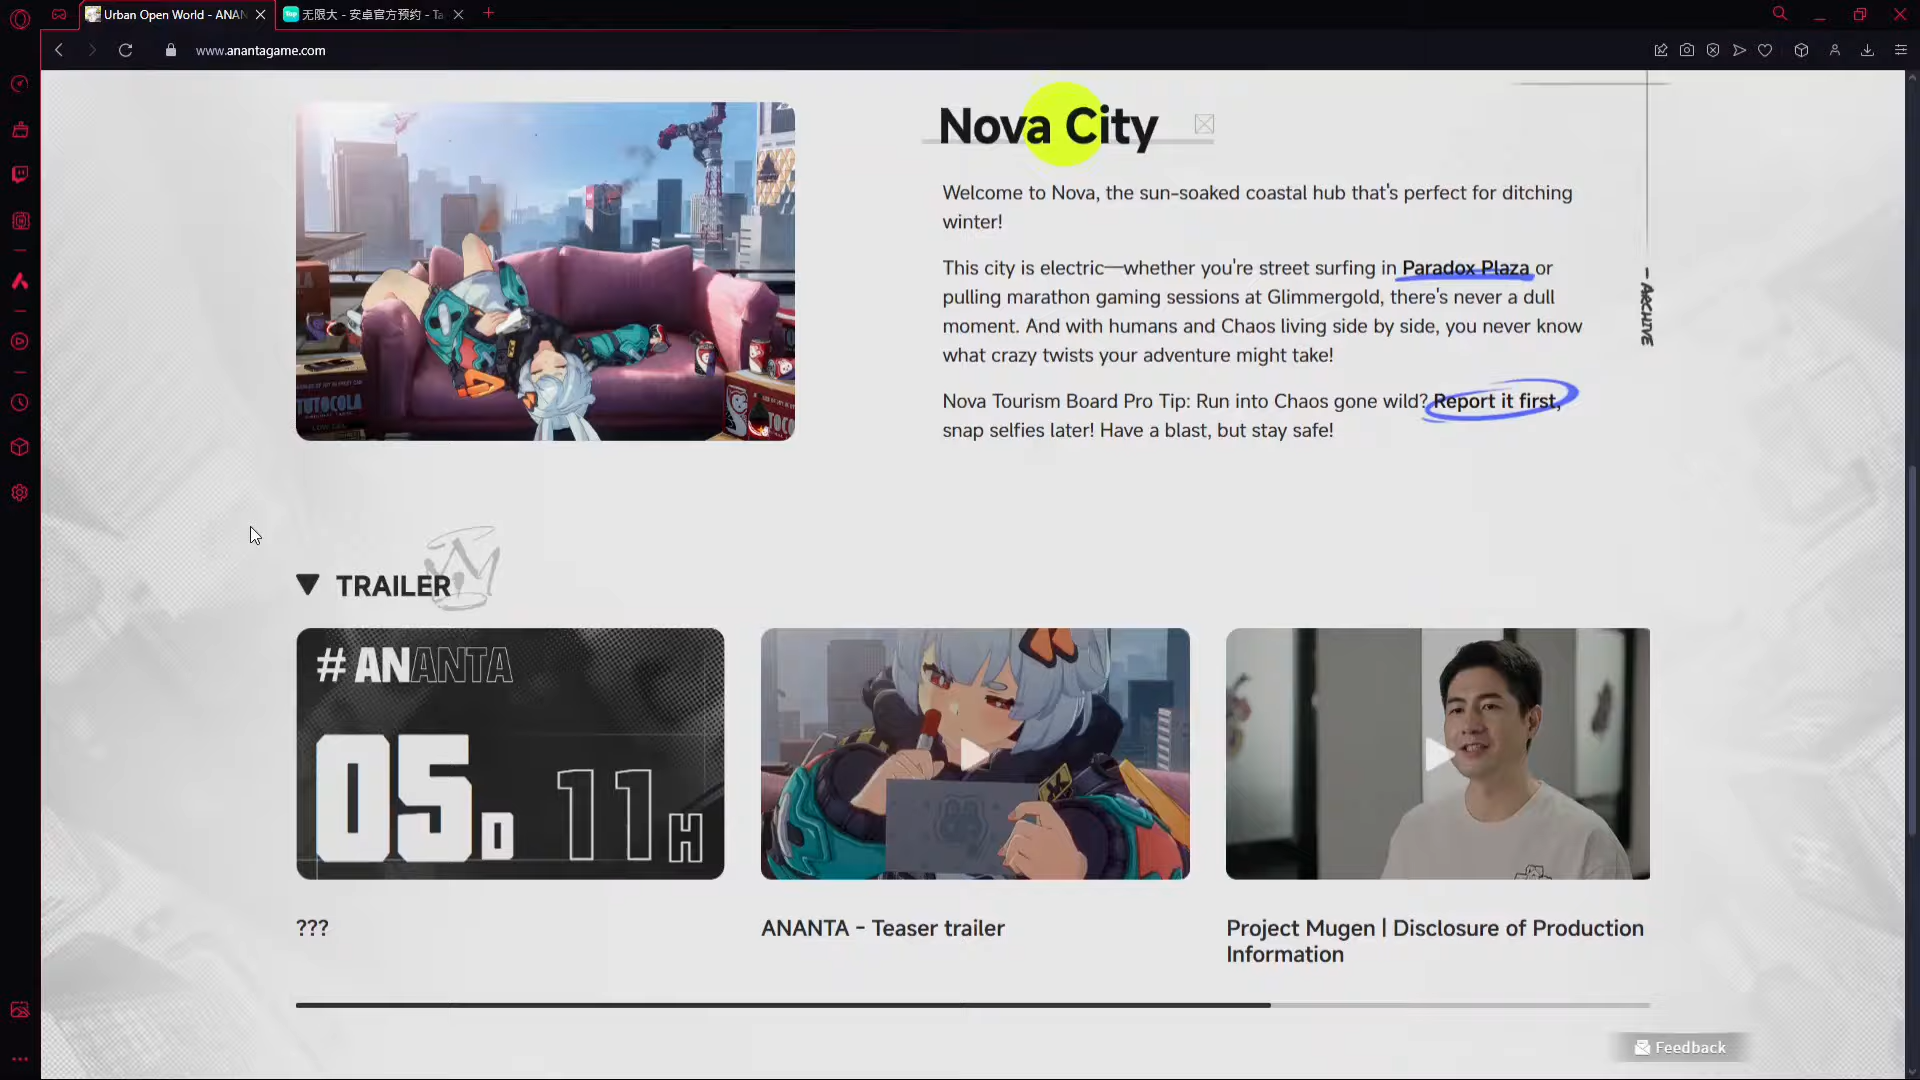 Urban Open World - ANAN
无限大 - 安卓官方预约 - Ta
www.anantagame.com
Nova City
Welcome to Nova, the sun-soaked coastal hub that's perfect for ditching
winter!
This city is electric—whether you're street surfing in Paradox Plaza or
pulling marathon gaming sessions at Glimmergold, there's never a dull
moment. And with humans and Chaos living side by side, you never know
what crazy twists your adventure might take!
Nova Tourism Board Pro Tip: Run into Chaos gone wild? Report it first,
snap selfies later! Have a blast, but stay safe!
- ARCHIVE
TUTOCOLA
TRAILER
# ANANTA
05D 11H
???
ANANTA - Teaser trailer
Project Mugen | Disclosure of Production
Information
Feedback